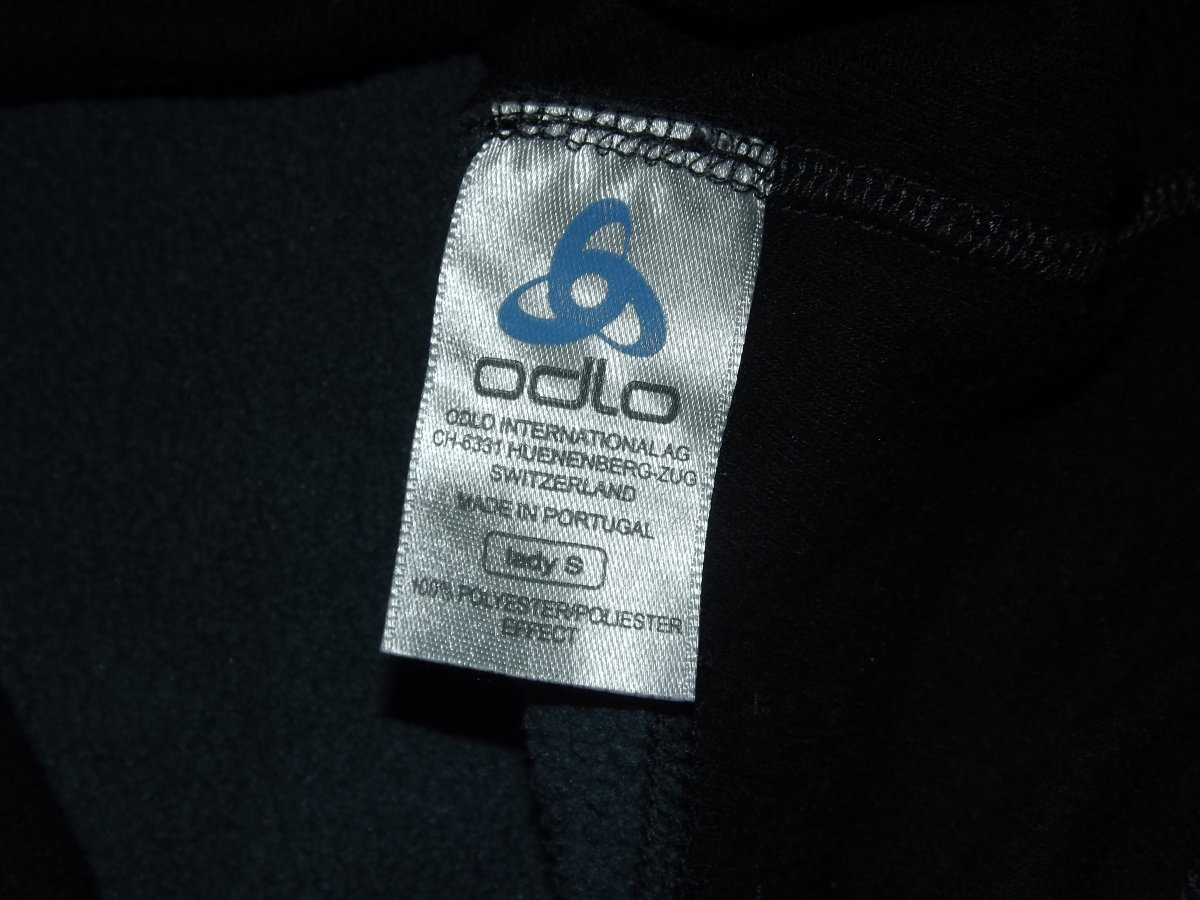 odlo
ODLO INTERNATIONAL AG
CH-6331 HUENENBERG-ZUG
SWITZERLAND
MADE IN PORTUGAL
lady S
100% POLYESTER/POLIESTER
EFFECT